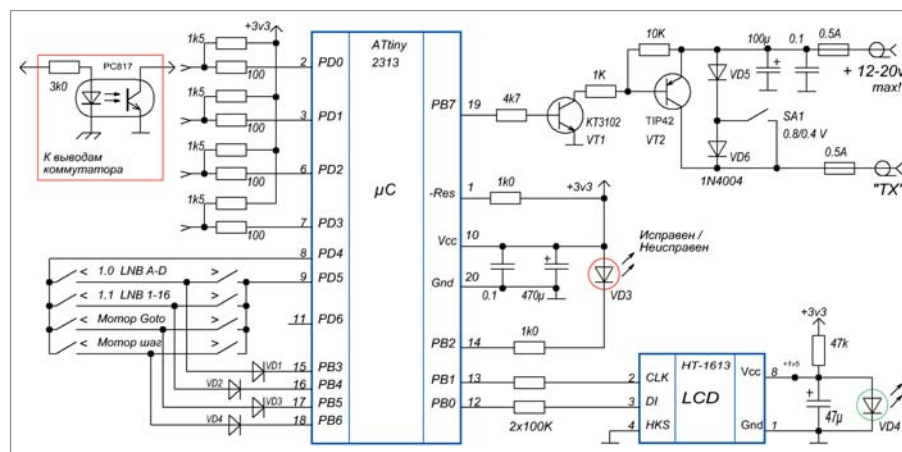 +3v3
1k5
3k0
PC817
К выводам
коммутатора
100
1k5
100
1k5
100
1k5
100
2
3
6
7
8
9
11
15
16
17
18
< 1.0 LNB A-D >
< 1.1 LNB 1-16 >
< Мотор Goto >
< Мотор шаг >
VD1
VD2
VD3
VD4
ATtiny
2313
μC
PD0
PD1
PD2
PD3
PD4
PD5
PD6
PB3
PB4
PB5
PB6
PB7
-Res
Vcc
Gnd
PB2
PB1
PB0
19
1
10
20
14
13
12
4k7
КТ3102
VT1
1K
10K
TIP42
VT2
VD5
VD6
1N4004
100μ
+
0.1
0.5A
+ 12-20v
max!
SA1
0.8/0.4 V
0.5A
"TX"
1k0
+3v3
0.1
+
470μ
Исправен /
Неисправен
VD3
1k0
2x100K
2
3
4
HT-1613
LCD
CLK
DI
HKS
Vcc
Gnd
8
1
+3v3
47k
+1v5
+
47μ
VD4